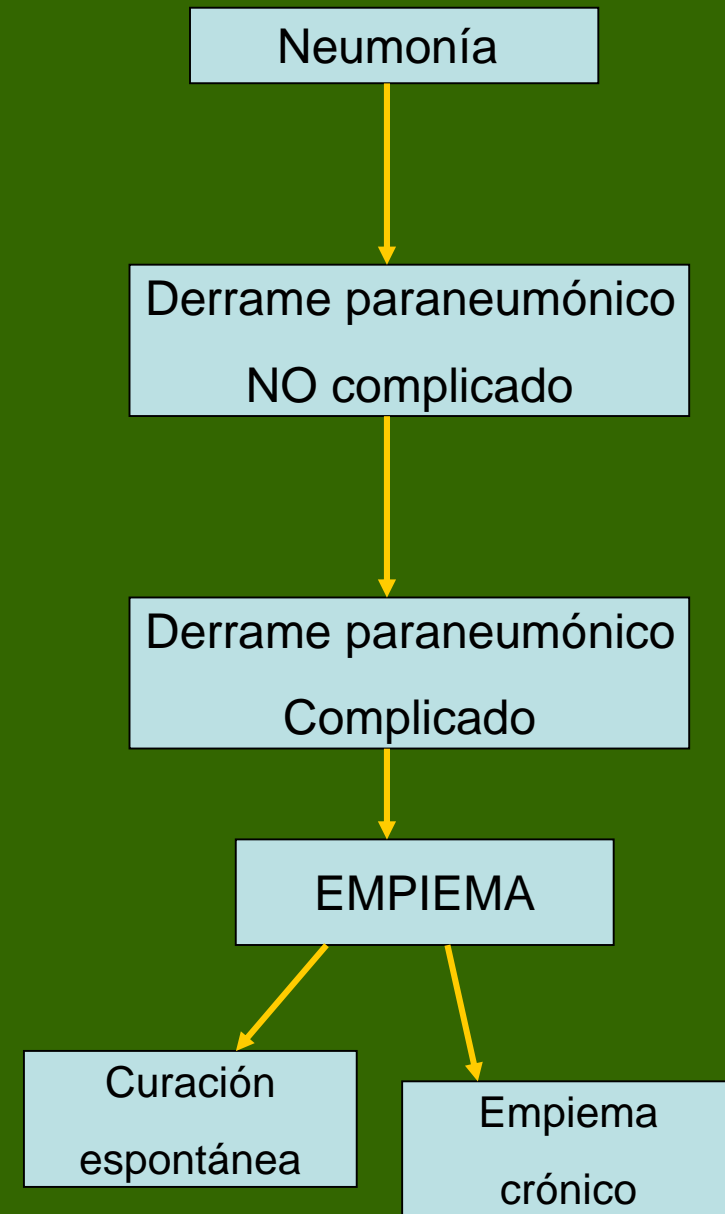 Neumonía
Derrame paraneumónico
NO complicado
Derrame paraneumónico
Complicado
EMPIEMA
Curación
espontánea
Empiema
crónico